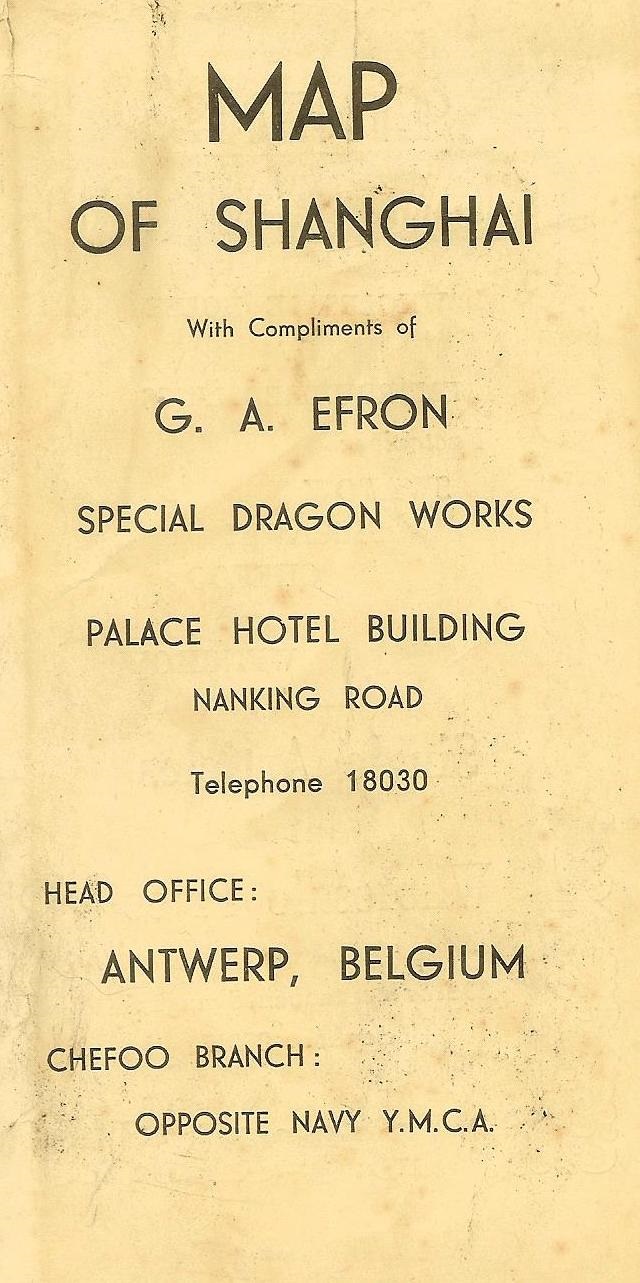 MAP
OF SHANGHAI
With Compliments of
G. A. EFRON
SPECIAL DRAGON WORKS
PALACE HOTEL BUILDING
NANKING ROAD
Telephone 18030
HEAD OFFICE:
ANTWERP, BELGIUM
CHEFOO BRANCH:
OPPOSITE NAVY Y.M.C.A.